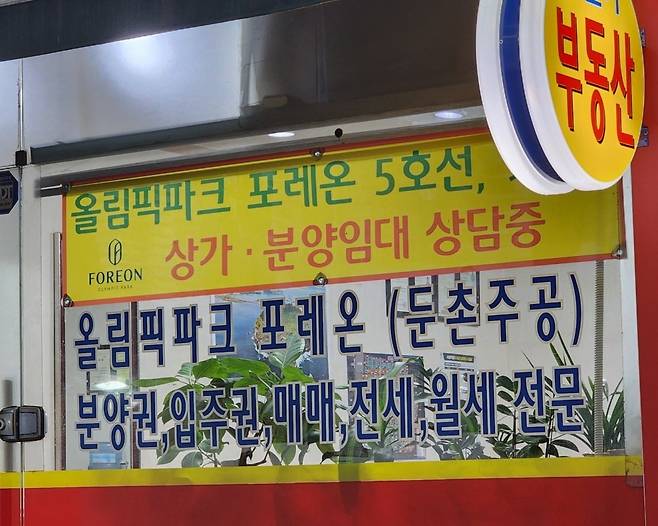 부동산
올림픽파크 포레온 5호선,
상가·분양임대 상담중
FOREON
OLYMPIC PARK
올림픽파크 포레온 (둔촌주공)
분양권,입주권,매매,전세,월세 전문